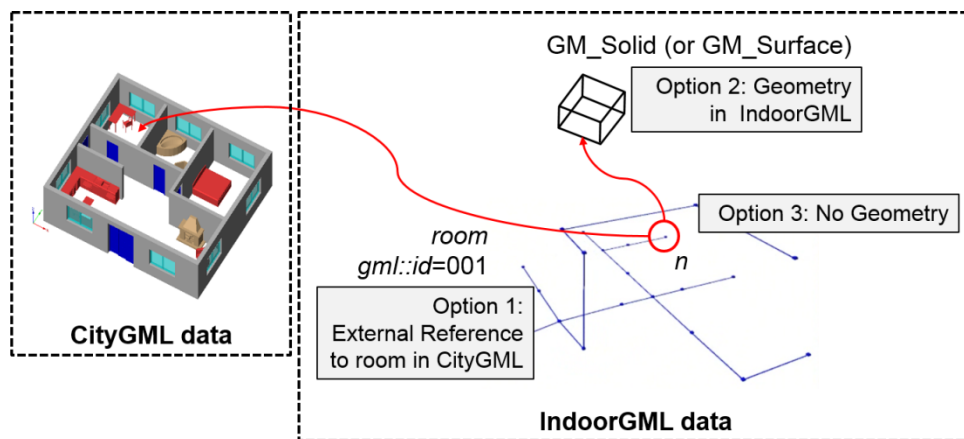 GM_Solid (or GM_Surface)
Option 2: Geometry
in IndoorGML
Option 3: No Geometry
n
room
gml::id=001
Option 1:
External Reference
to room in CityGML
CityGML data
IndoorGML data